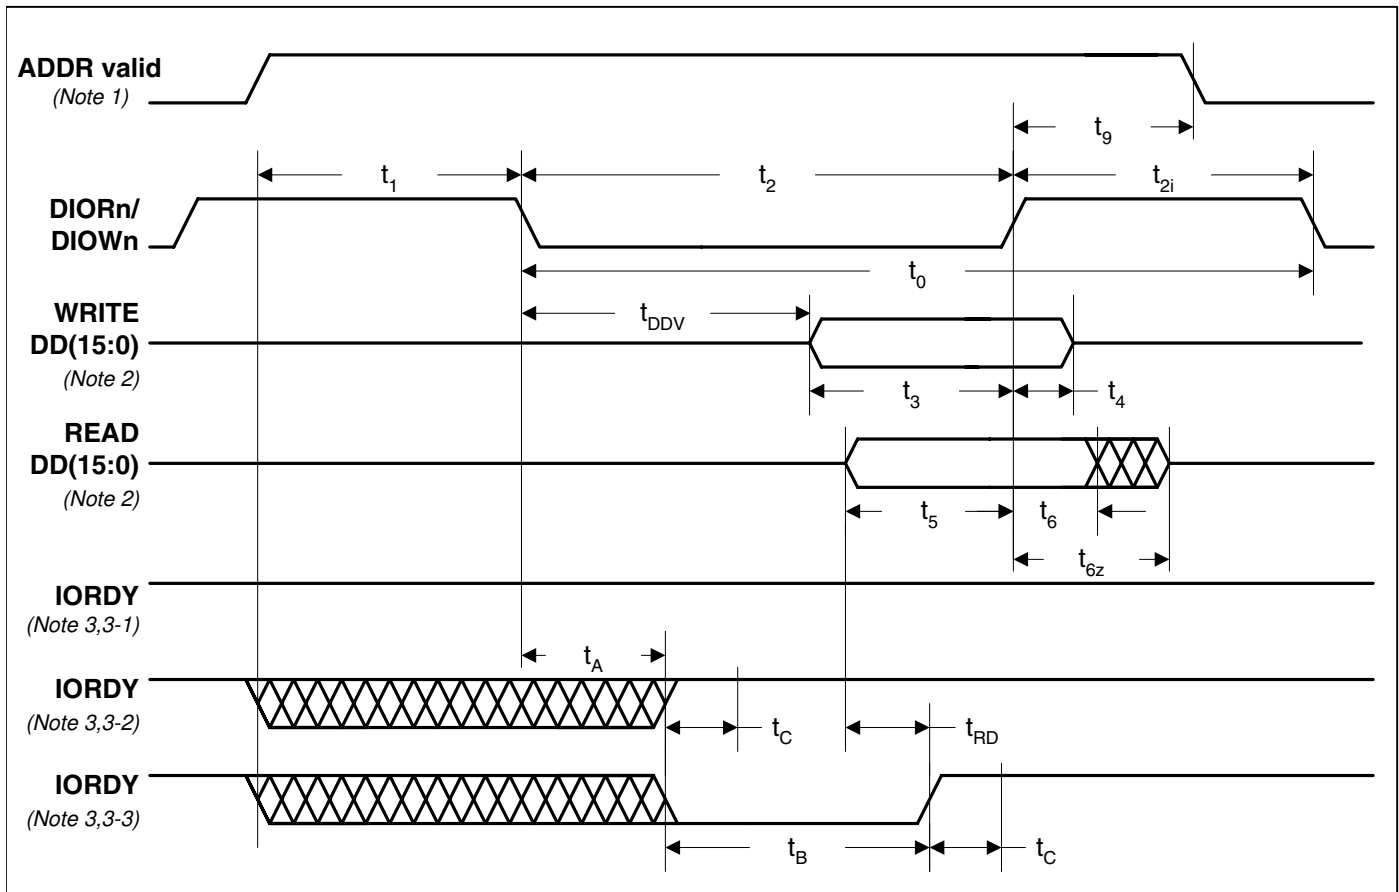 ADDR valid
(Note 1)
t9
t1
t2
t2i
DIORn/
DIOWn
t0
WRITE
DD(15:0)
(Note 2)
tDDV
t3
t4
READ
DD(15:0)
(Note 2)
t5
t6
t6z
IORDY
(Note 3,3-1)
tA
IORDY
(Note 3,3-2)
tC
tRD
IORDY
(Note 3,3-3)
tB
tC